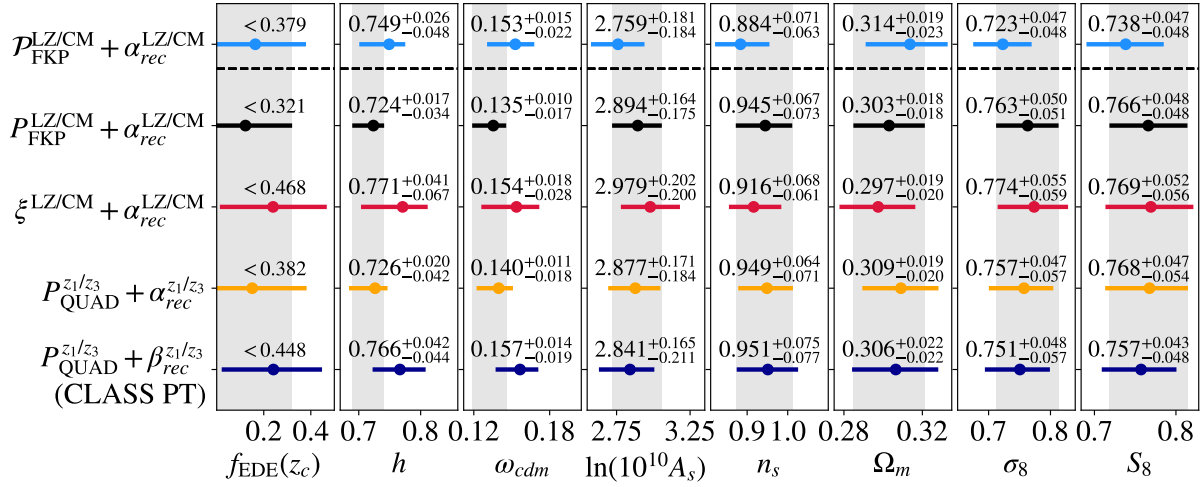 𝒫_FKP^LZ/CM + α_rec^LZ/CM < 0.379 0.749^+0.026_−0.048 0.153^+0.015_−0.022 2.759^+0.181_−0.184 0.884^+0.071_−0.063 0.314^+0.019_−0.023 0.723^+0.047_−0.048 0.738^+0.047_−0.048
P_FKP^LZ/CM + α_rec^LZ/CM < 0.321 0.724^+0.017_−0.034 0.135^+0.010_−0.017 2.894^+0.164_−0.175 0.945^+0.067_−0.073 0.303^+0.018_−0.018 0.763^+0.050_−0.051 0.766^+0.048_−0.048
ξ^LZ/CM + α_rec^LZ/CM < 0.468 0.771^+0.041_−0.067 0.154^+0.018_−0.028 2.979^+0.202_−0.200 0.916^+0.068_−0.061 0.297^+0.019_−0.020 0.774^+0.055_−0.059 0.769^+0.052_−0.056
P_QUAD^z₁/z₃ + α_rec^z₁/z₃ < 0.382 0.726^+0.020_−0.042 0.140^+0.011_−0.018 2.877^+0.171_−0.184 0.949^+0.064_−0.071 0.309^+0.019_−0.020 0.757^+0.047_−0.057 0.768^+0.047_−0.054
P_QUAD^z₁/z₃ + β_rec^z₁/z₃ < 0.448 0.766^+0.042_−0.044 0.157^+0.014_−0.019 2.841^+0.165_−0.211 0.951^+0.075_−0.077 0.306^+0.022_−0.022 0.751^+0.048_−0.057 0.757^+0.043_−0.048
(CLASS PT)
0.2 0.4 0.7 0.8 0.12 0.18 2.75 3.25 0.9 1.0 0.28 0.32 0.7 0.8 0.7 0.8
f_EDE(z_c) h ω_cdm ln(10¹⁰A_s) n_s Ω_m σ₈ S₈